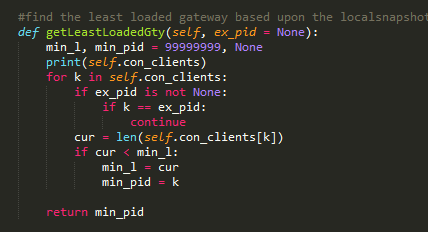 #find the least loaded gateway based upon the localsnapshot
def getLeastLoadedGty(self, ex_pid = None):
    min_l, min_pid = 99999999, None
    print(self.con_clients)
    for k in self.con_clients:
        if ex_pid is not None:
            if k == ex_pid:
                continue
        cur = len(self.con_clients[k])
        if cur < min_l:
            min_l = cur
            min_pid = k
    return min_pid